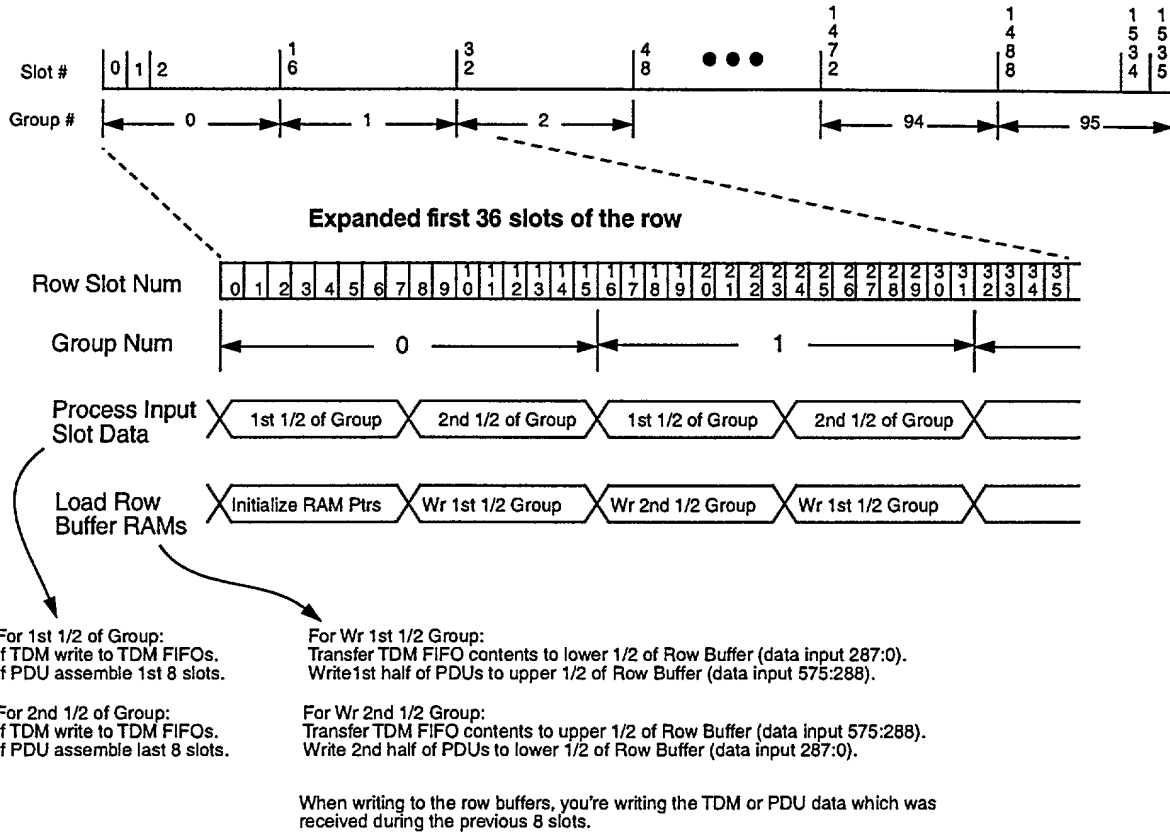 Slot # 0 1 2 16 32 48 ●●● 1472 1488 1534 1535
Group # 0 1 2 94 95
Expanded first 36 slots of the row
Row Slot Num 0 1 2 3 4 5 6 7 8 9 10 11 12 13 14 15 16 17 18 19 20 21 22 23 24 25 26 27 28 29 30 31 32 33 34 35
Group Num 0 1
Process Input
Slot Data
1st 1/2 of Group 2nd 1/2 of Group 1st 1/2 of Group 2nd 1/2 of Group
Load Row
Buffer RAMs
Initialize RAM Ptrs Wr 1st 1/2 Group Wr 2nd 1/2 Group Wr 1st 1/2 Group
For 1st 1/2 of Group:
f TDM write to TDM FIFOs.
f PDU assemble 1st 8 slots.
For 2nd 1/2 of Group:
f TDM write to TDM FIFOs.
f PDU assemble last 8 slots.
For Wr 1st 1/2 Group:
Transfer TDM FIFO contents to lower 1/2 of Row Buffer (data input 287:0).
Write1st half of PDUs to upper 1/2 of Row Buffer (data input 575:288).
For Wr 2nd 1/2 Group:
Transfer TDM FIFO contents to upper 1/2 of Row Buffer (data input 575:288).
Write 2nd half of PDUs to lower 1/2 of Row Buffer (data input 287:0).
When writing to the row buffers, you're writing the TDM or PDU data which was
received during the previous 8 slots.